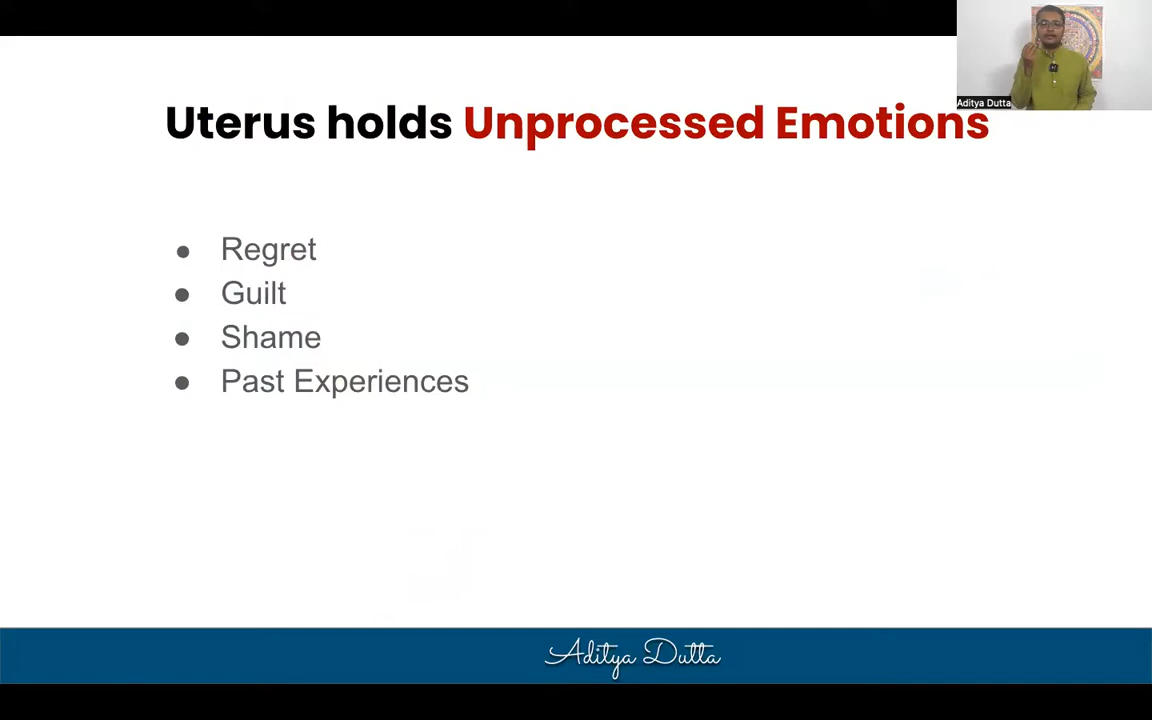 Aditya Dutta
Uterus holds Unprocessed Emotions
● Regret
● Guilt
● Shame
● Past Experiences
Aditya Dutta